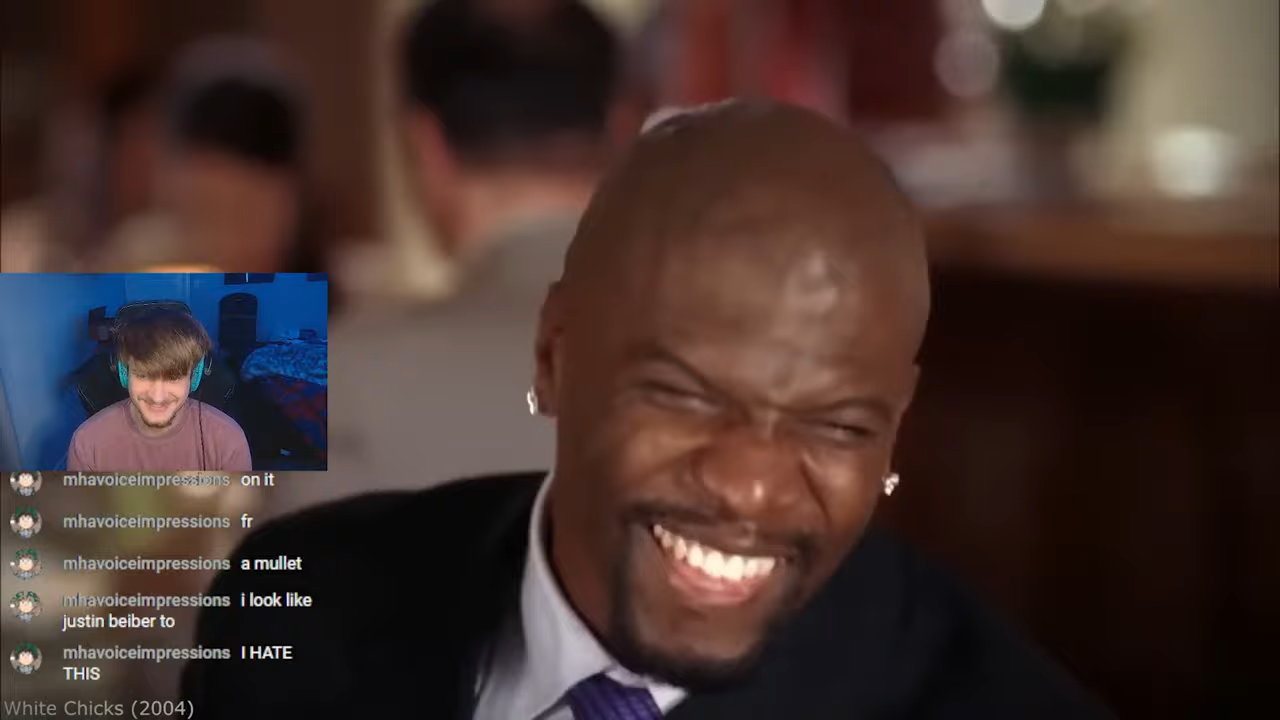 mhavoiceimpressions on it
mhavoiceimpressions fr
mhavoiceimpressions a mullet
mhavoiceimpressions i look like
justin beiber to
mhavoiceimpressions I HATE
THIS
White Chicks (2004)